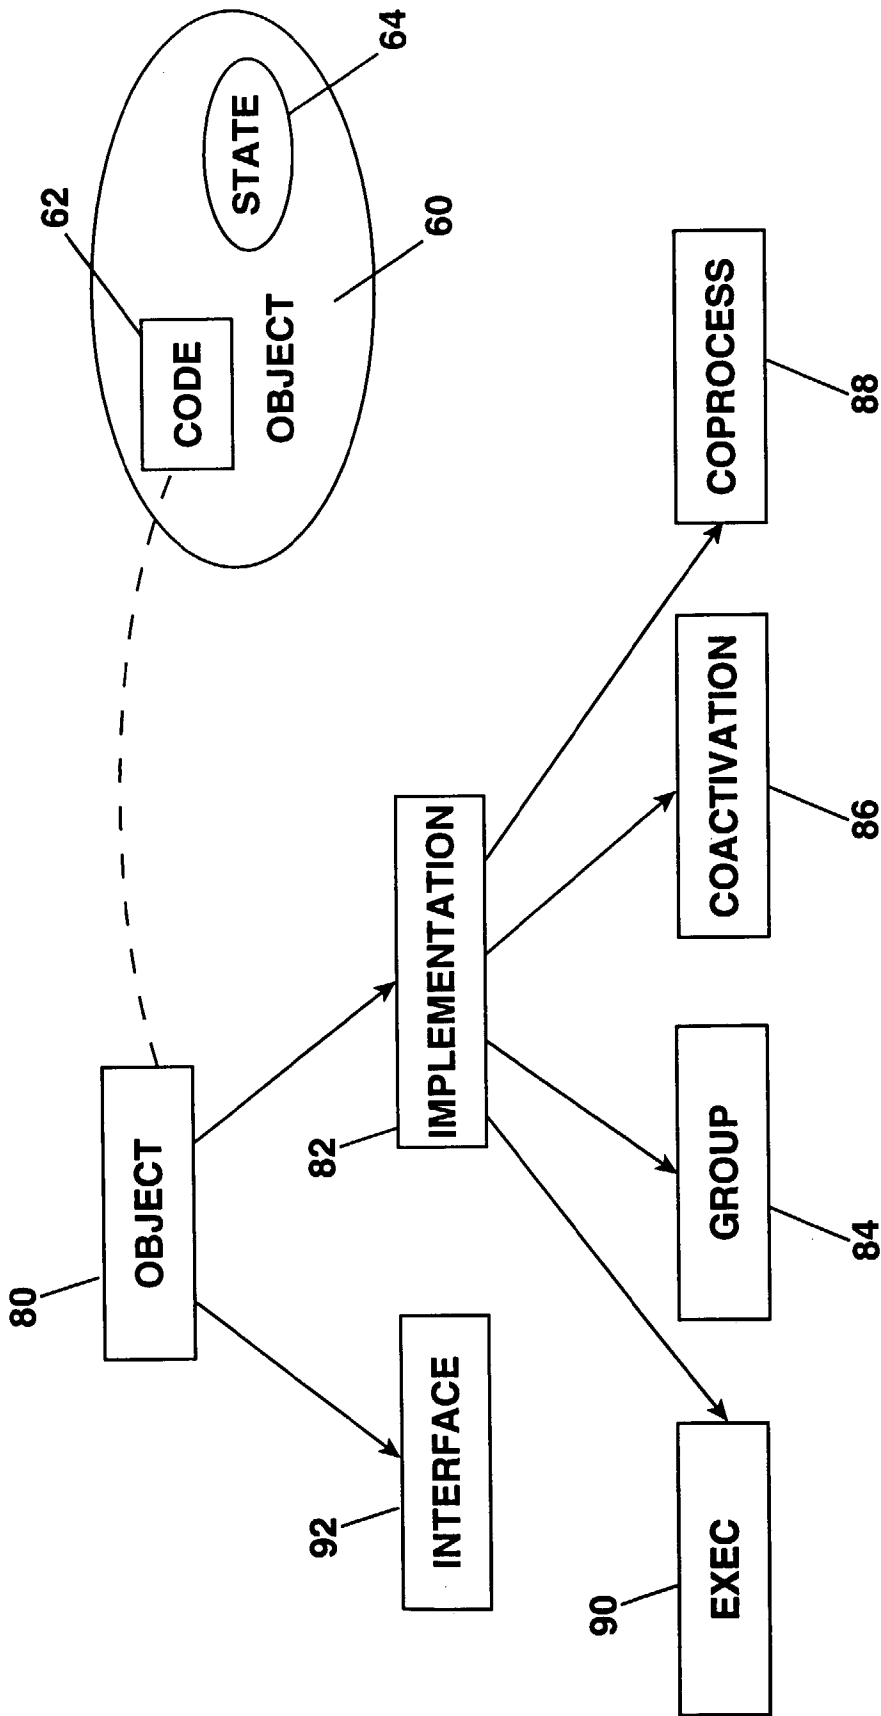 62
64
CODE
STATE
OBJECT
60
80
OBJECT
82
IMPLEMENTATION
92
INTERFACE
90
EXEC
GROUP
84
COACTIVATION
86
COPROCESS
88